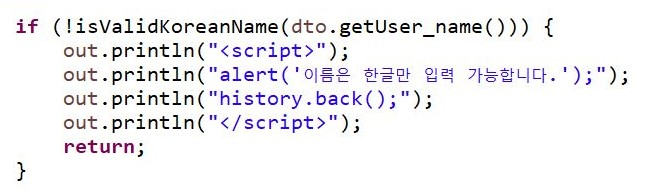 if (!isValidKoreanName(dto.getUser_name())) {
    out.println("<script>");
    out.println("alert('이름은 한글만 입력 가능합니다.');");
    out.println("history.back();");
    out.println("</script>");
    return;
}